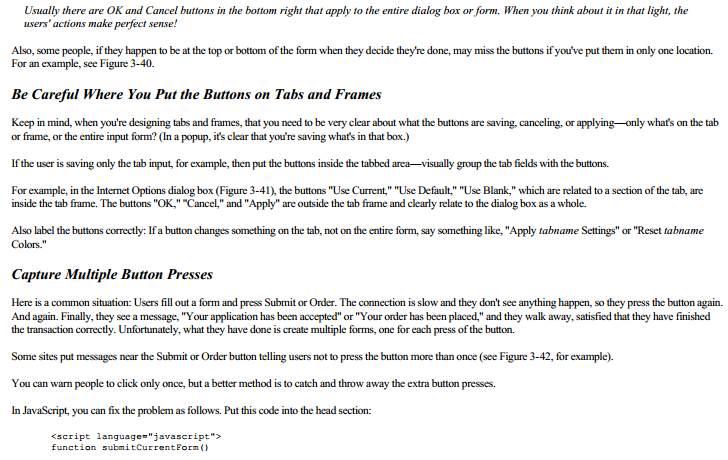 Usually there are OK and Cancel buttons in the bottom right that apply to the entire dialog box or form. When you think about it in that light, the
users' actions make perfect sense!
Also, some people, if they happen to be at the top or bottom of the form when they decide they're done, may miss the buttons if you've put them in only one location.
For an example, see Figure 3-40.
Be Careful Where You Put the Buttons on Tabs and Frames
Keep in mind, when you're designing tabs and frames, that you need to be very clear about what the buttons are saving, canceling, or applying—only what's on the tab
or frame, or the entire input form? (In a popup, it's clear that you're saving what's in that box.)
If the user is saving only the tab input, for example, then put the buttons inside the tabbed area—visually group the tab fields with the buttons.
For example, in the Internet Options dialog box (Figure 3-41), the buttons "Use Current," "Use Default," "Use Blank," which are related to a section of the tab, are
inside the tab frame. The buttons "OK," "Cancel," and "Apply" are outside the tab frame and clearly relate to the dialog box as a whole.
Also label the buttons correctly: If a button changes something on the tab, not on the entire form, say something like, "Apply tabname Settings" or "Reset tabname
Colors."
Capture Multiple Button Presses
Here is a common situation: Users fill out a form and press Submit or Order. The connection is slow and they don't see anything happen, so they press the button again.
And again. Finally, they see a message, "Your application has been accepted" or "Your order has been placed," and they walk away, satisfied that they have finished
the transaction correctly. Unfortunately, what they have done is create multiple forms, one for each press of the button.
Some sites put messages near the Submit or Order button telling users not to press the button more than once (see Figure 3-42, for example).
You can warn people to click only once, but a better method is to catch and throw away the extra button presses.
In JavaScript, you can fix the problem as follows. Put this code into the head section:
<script language="javascript">
function submitCurrentForm()